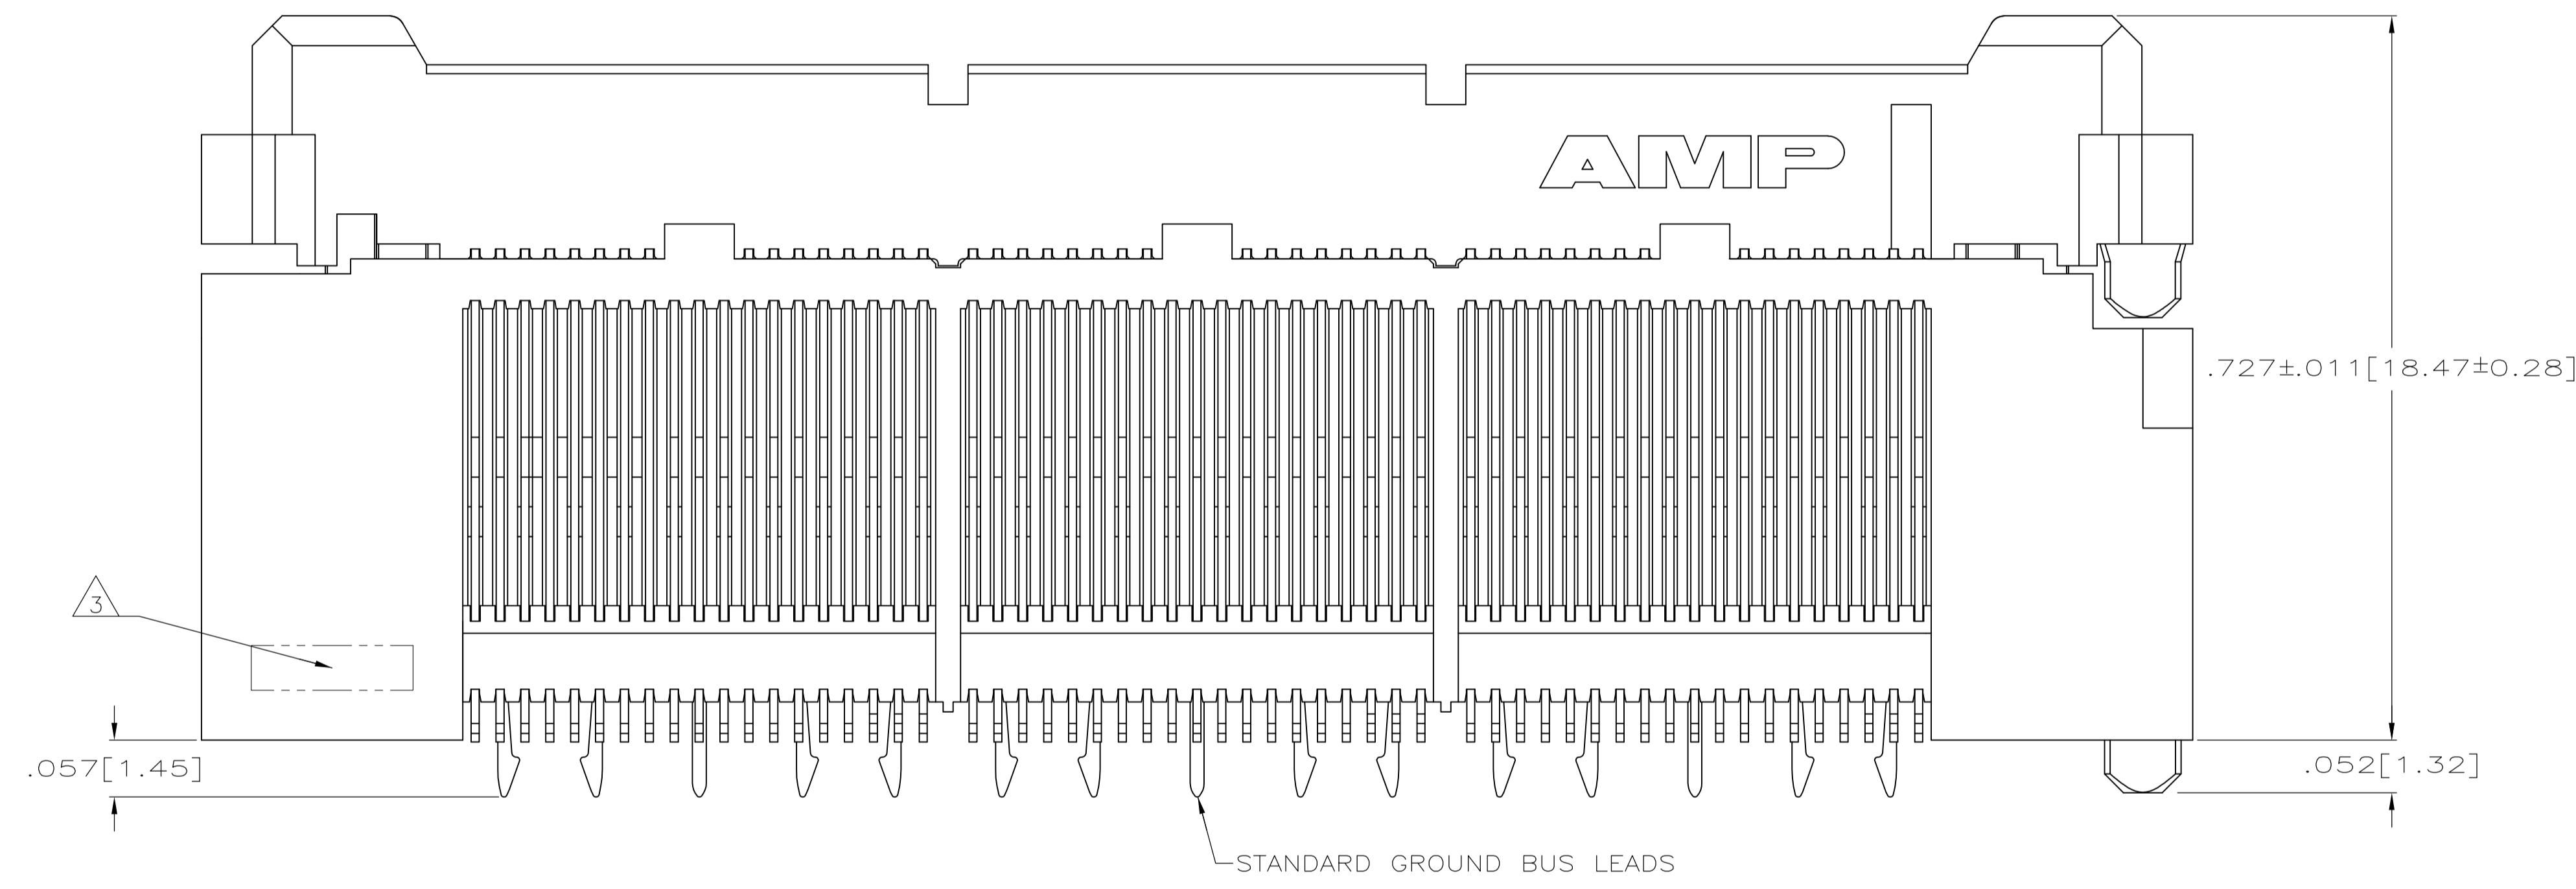 AMP
.727±.011[18.47±0.28]
3
.057[1.45]
.052[1.32]
STANDARD GROUND BUS LEADS